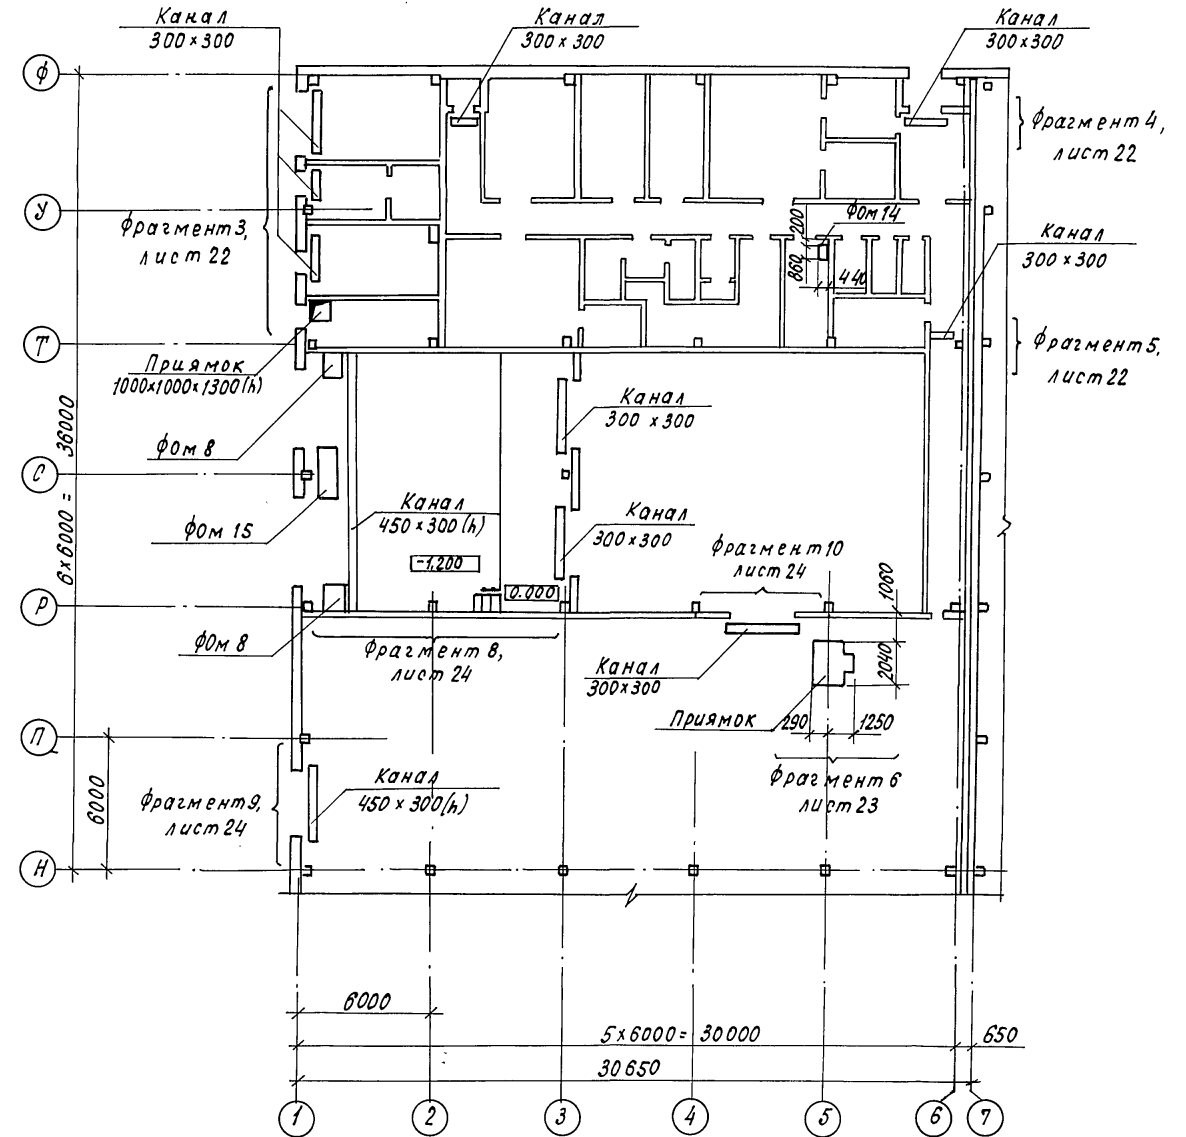 Канал
300×300
Канал
300×300
Канал
300×300
Ф
Фрагмент 4,
лист 22
У
Фрагмент 3,
лист 22
200
Фом 14
860
440
Канал
300×300
Т
Приямок
1000×1000×1300(h)
Фрагмент 5,
лист 22
Канал
300×300
6×6000= 36000
Фом 8
С
Канал
450×300(h)
Канал
300×300
Фом 15
Фрагмент 10
лист 24
-1.200
0.000
1060
Р
Фом 8
Фрагмент 8,
лист 24
Канал
300×300
2040
Приямок
290
1250
П
6000
Фрагмент 9,
лист 24
Канал
450×300(h)
Фрагмент 6
лист 23
Н
6000
5×6000= 30000
650
30650
1
2
3
4
5
6
7